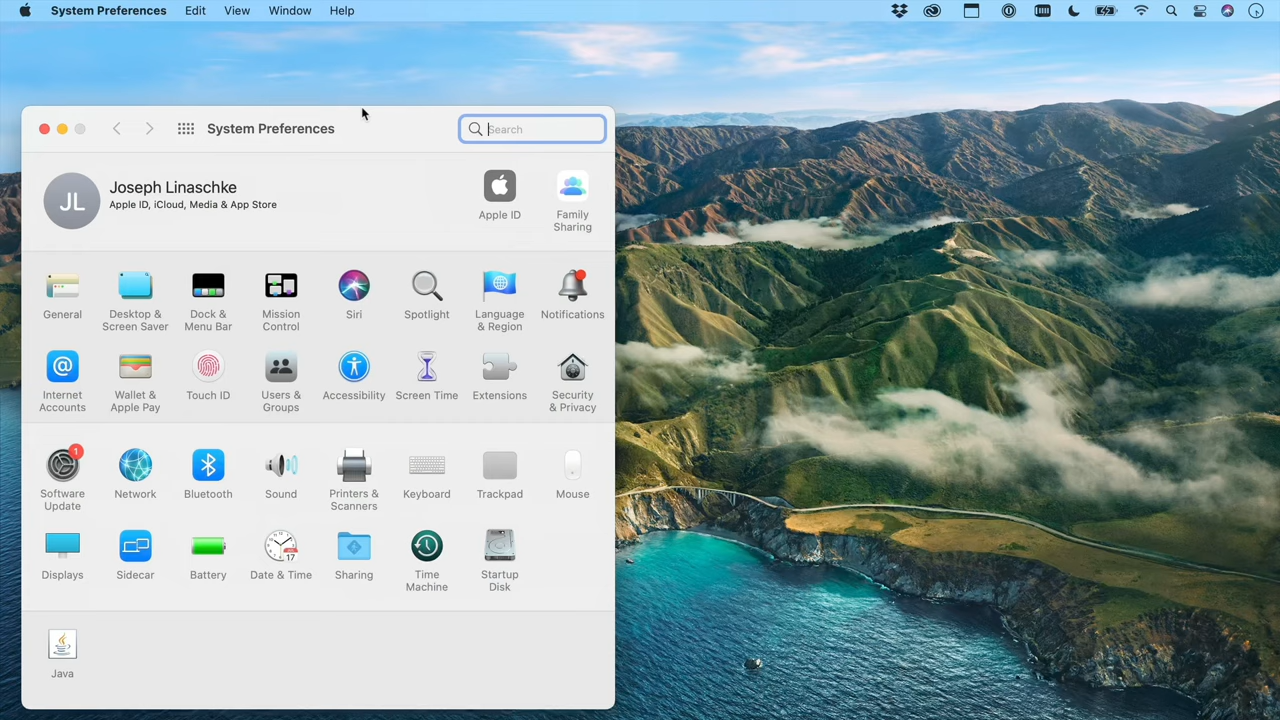 System Preferences Edit View Window Help
System Preferences
Search
JL
Joseph Linaschke
Apple ID, iCloud, Media & App Store
Apple ID
Family
Sharing
General
Desktop &
Screen Saver
Dock &
Menu Bar
Mission
Control
Siri
Spotlight
Language
& Region
Notifications
Internet
Accounts
Wallet &
Apple Pay
Touch ID
Users &
Groups
Accessibility
Screen Time
Extensions
Security
& Privacy
1
Software
Update
Network
Bluetooth
Sound
Printers &
Scanners
Keyboard
Trackpad
Mouse
Displays
Sidecar
Battery
17
Date & Time
Sharing
Time
Machine
Startup
Disk
Java